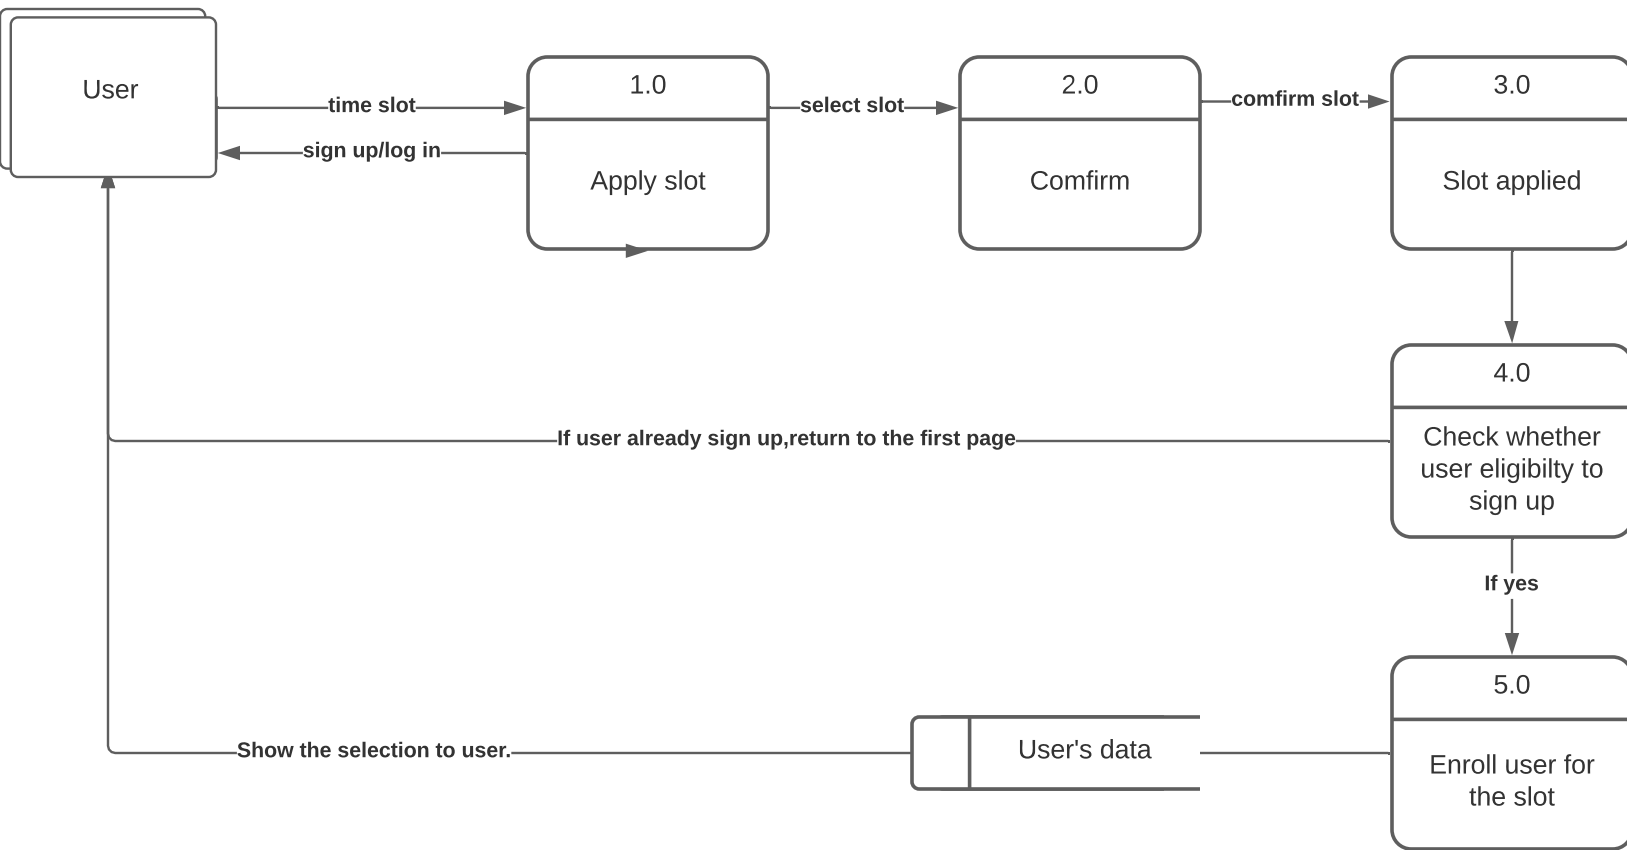 User
time slot
sign up/log in
1.0
Apply slot
select slot
2.0
Comfirm
comfirm slot
3.0
Slot applied
4.0
Check whether
user eligibilty to
sign up
If user already sign up,return to the first page
If yes
5.0
Enroll user for
the slot
User's data
Show the selection to user.